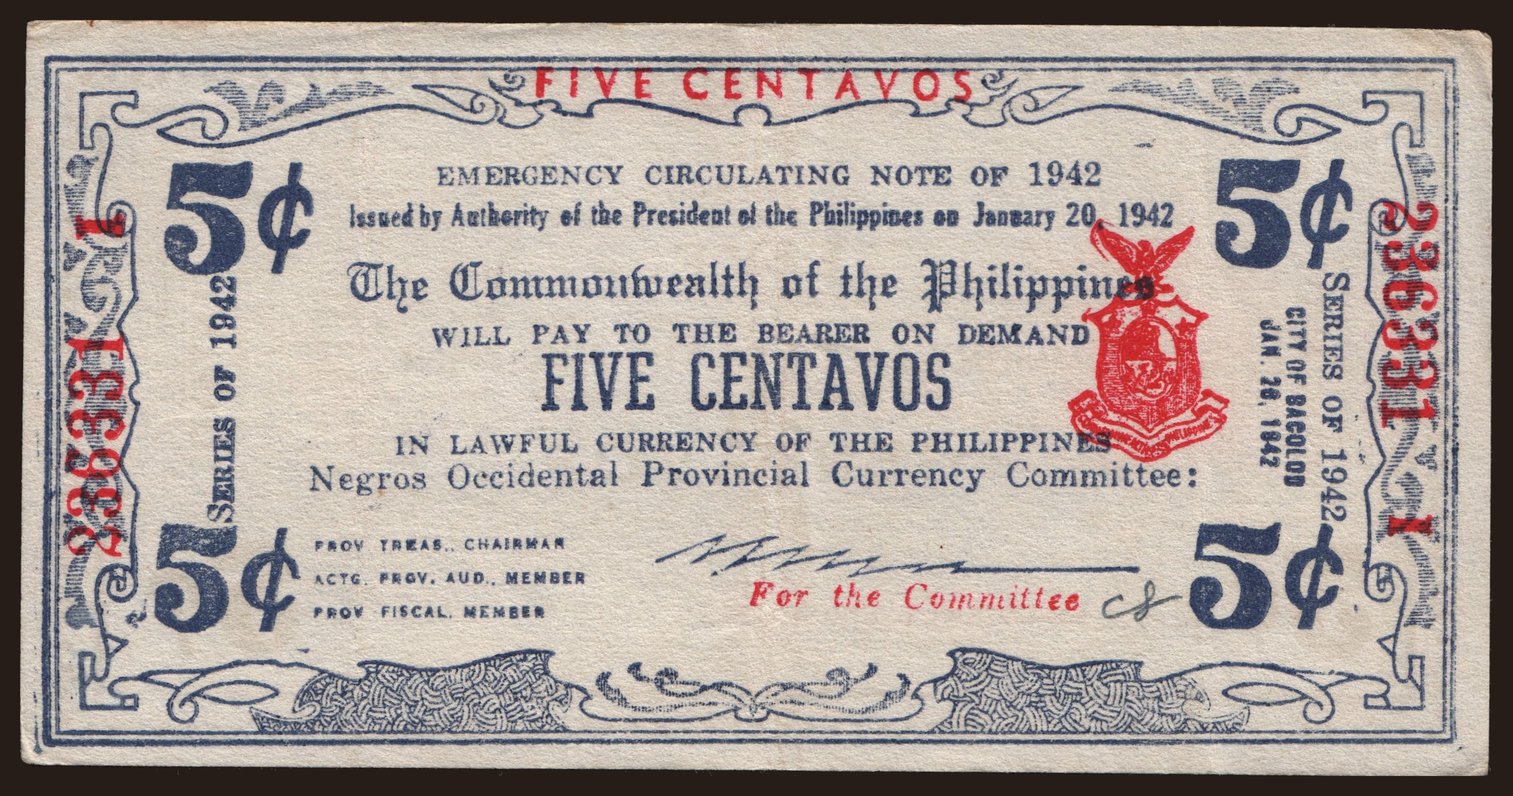 FIVE CENTAVOS
5¢ 5¢
EMERGENCY CIRCULATING NOTE OF 1942
Issued by Authority of the President of the Philippines on January 20, 1942
The Commonwealth of the Philippines
WILL PAY TO THE BEARER ON DEMAND
FIVE CENTAVOS
IN LAWFUL CURRENCY OF THE PHILIPPINES
Negros Occidental Provincial Currency Committee:
PROV TREAS., CHAIRMAN
ACTG. PROV. AUD., MEMBER
PROV FISCAL, MEMBER
For the Committee
5¢ 5¢
SERIES OF 1942
236331 1
SERIES OF 1942
CITY OF BACOLOD
JAN. 26, 1942
236331 I